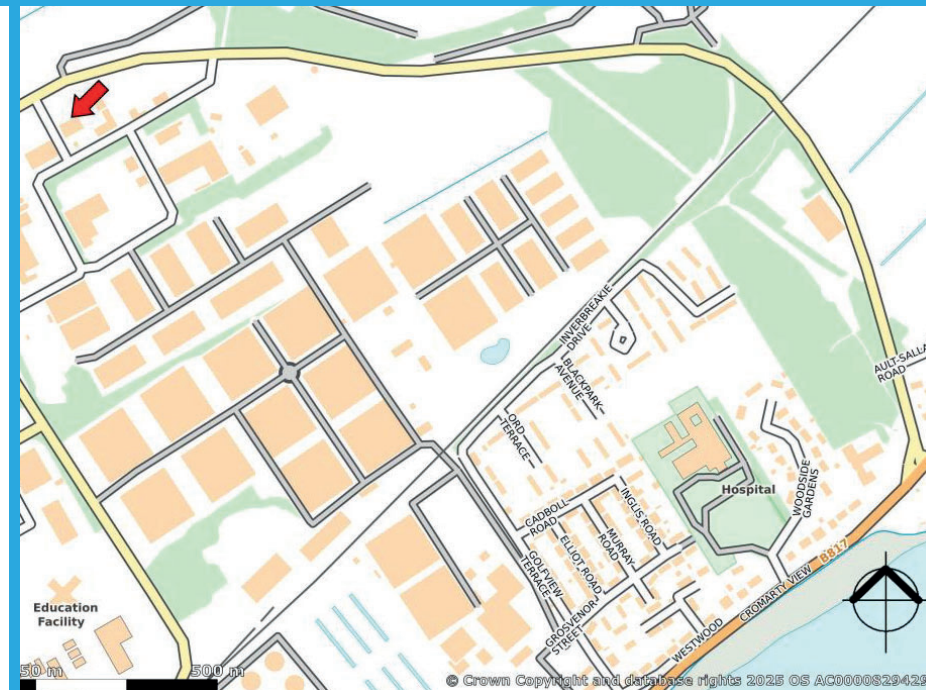 INVERBREAKIE
DRIVE
AULT-SALLA
ROAD
BLACKPARK
AVENUE
ORD
TERRACE
Hospital
WOODSIDE
GARDENS
CADBOLL
ROAD
INGLIS ROAD
MURRAY
ROAD
ELLIOT ROAD
GOLFVIEW
TERRACE
B817
CROMARTY VIEW
Education
Facility
GROSVENOR
STREET
WESTWOOD
50 m
500 m
© Crown Copyright and database rights 2025 OS AC0000829429